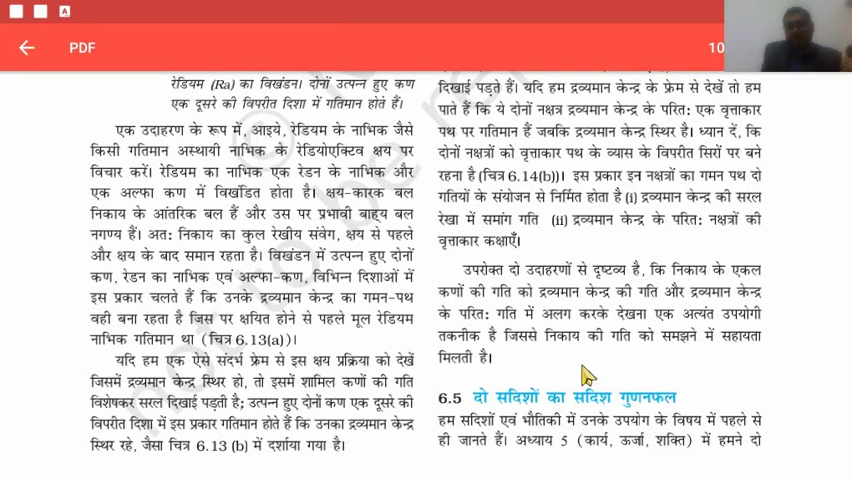 A
PDF
10
रेडियम (Ra) का विखंडन। दोनों उत्पन्न हुए कण
एक दूसरे की विपरीत दिशा में गतिमान होते हैं।
एक उदाहरण के रूप में, आइये, रेडियम के नाभिक जैसे
किसी गतिमान अस्थायी नाभिक के रेडियोएक्टिव क्षय पर
विचार करें। रेडियम का नाभिक एक रेडन के नाभिक और
एक अल्फा कण में विखंडित होता है। क्षय-कारक बल
निकाय के आंतरिक बल हैं और उस पर प्रभावी बाह्य बल
नगण्य हैं। अत: निकाय का कुल रेखीय संवेग, क्षय से पहले
और क्षय के बाद समान रहता है। विखंडन में उत्पन्न हुए दोनों
कण, रेडन का नाभिक एवं अल्फा-कण, विभिन्न दिशाओं में
इस प्रकार चलते हैं कि उनके द्रव्यमान केन्द्र का गमन-पथ
वही बना रहता है जिस पर क्षयित होने से पहले मूल रेडियम
नाभिक गतिमान था (चित्र 6.13(a))।
यदि हम एक ऐसे संदर्भ फ्रेम से इस क्षय प्रक्रिया को देखें
जिसमें द्रव्यमान केन्द्र स्थिर हो, तो इसमें शामिल कणों की गति
विशेषकर सरल दिखाई पड़ती है; उत्पन्न हुए दोनों कण एक दूसरे की
विपरीत दिशा में इस प्रकार गतिमान होते हैं कि उनका द्रव्यमान केन्द्र
स्थिर रहे, जैसा चित्र 6.13 (b) में दर्शाया गया है।
दिखाई पड़ते हैं। यदि हम द्रव्यमान केन्द्र के फ्रेम से देखें तो हम
पाते हैं कि ये दोनों नक्षत्र द्रव्यमान केन्द्र के परित: एक वृत्ताकार
पथ पर गतिमान हैं जबकि द्रव्यमान केन्द्र स्थिर है। ध्यान दें, कि
दोनों नक्षत्रों को वृत्ताकार पथ के व्यास के विपरीत सिरों पर बने
रहना है (चित्र 6.14(b))। इस प्रकार इन नक्षत्रों का गमन पथ दो
गतियों के संयोजन से निर्मित होता है (i) द्रव्यमान केन्द्र की सरल
रेखा में समांग गति (ii) द्रव्यमान केन्द्र के परित: नक्षत्रों की
वृत्ताकार कक्षाएँ।
उपरोक्त दो उदाहरणों से दृष्टव्य है, कि निकाय के एकल
कणों की गति को द्रव्यमान केन्द्र की गति और द्रव्यमान केन्द्र
के परित: गति में अलग करके देखना एक अत्यंत उपयोगी
तकनीक है जिससे निकाय की गति को समझने में सहायता
मिलती है।
6.5 दो सदिशों का सदिश गुणनफल
हम सदिशों एवं भौतिकी में उनके उपयोग के विषय में पहले से
ही जानते हैं। अध्याय 5 (कार्य, ऊर्जा, शक्ति) में हमने दो